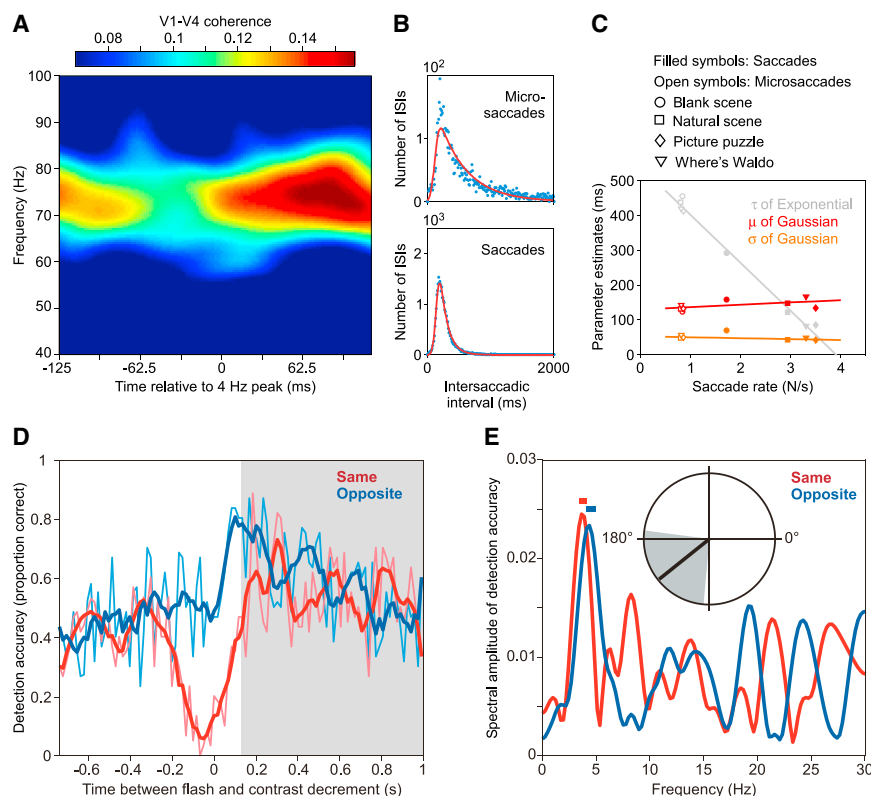 A
V1-V4 coherence
0.08 0.1 0.14
Frequency (Hz)
100
90
80
70
60
50
40
-125 -62.5 0 62.5
Time relative to 4 Hz peak (ms)
B
10²
Micro-
saccades
Number of ISIs
1
0
10³
Saccades
Number of ISIs
2
1
0
0 2000
Intersaccadic
interval (ms)
C
Filled symbols: Saccades
Open symbols: Microsaccades
Blank scene
Natural scene
Picture puzzle
Where's Waldo
Parameter estimates (ms)
500
400
300
200
100
0
τ of Exponential
μ of Gaussian
σ of Gaussian
0 1 2 3 4
Saccade rate (N/s)
D
Detection accuracy (proportion correct)
1
0.8
0.6
0.4
0.2
0
Same
Opposite
-0.6 -0.4 -0.2 0 0.2 0.4 0.6 0.8 1
Time between flash and contrast decrement (s)
E
Spectral amplitude of detection accuracy
0.03
0.02
0.01
0
Same
Opposite
180° 0°
0 5 10 15 20 25 30
Frequency (Hz)